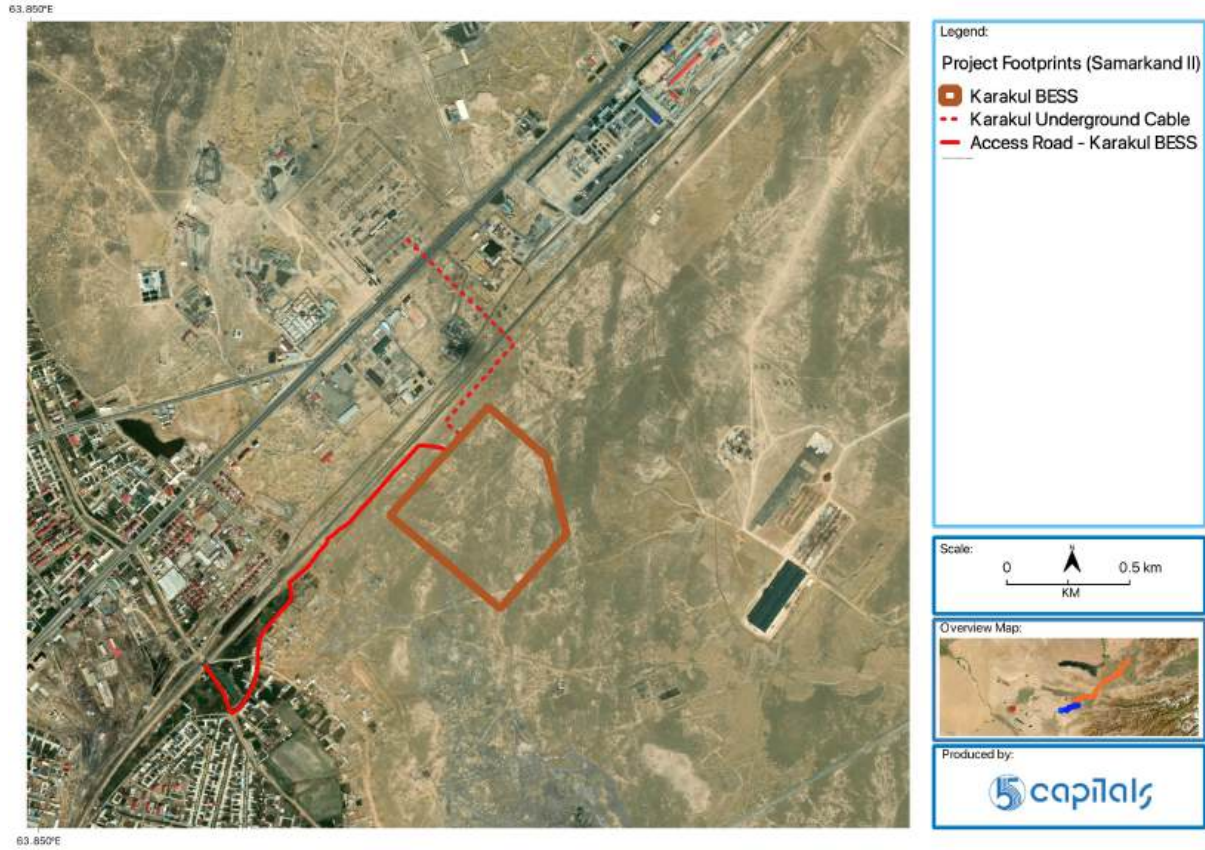 63.850°E
Legend:
Project Footprints (Samarkand II)
Karakul BESS
Karakul Underground Cable
Access Road - Karakul BESS
Scale:
N
0 0.5 km
KM
Overview Map:
Produced by:
5 capitals
63.850°E